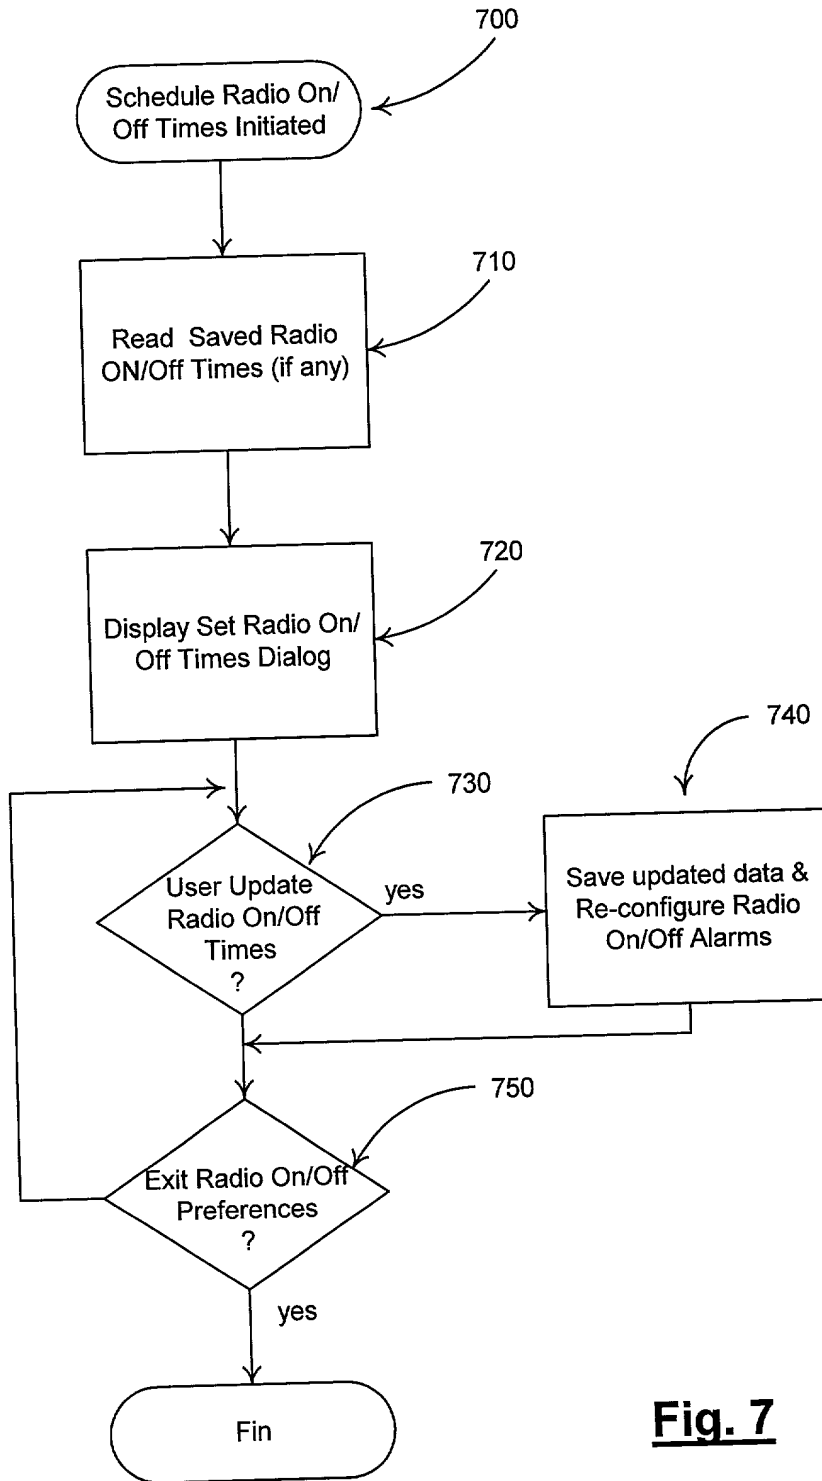 700
Schedule Radio On/
Off Times Initiated
710
Read Saved Radio
ON/Off Times (if any)
720
Display Set Radio On/
Off Times Dialog
740
730
User Update
Radio On/Off
Times
?
yes
Save updated data &
Re-configure Radio
On/Off Alarms
750
Exit Radio On/Off
Preferences
?
yes
Fin
Fig. 7